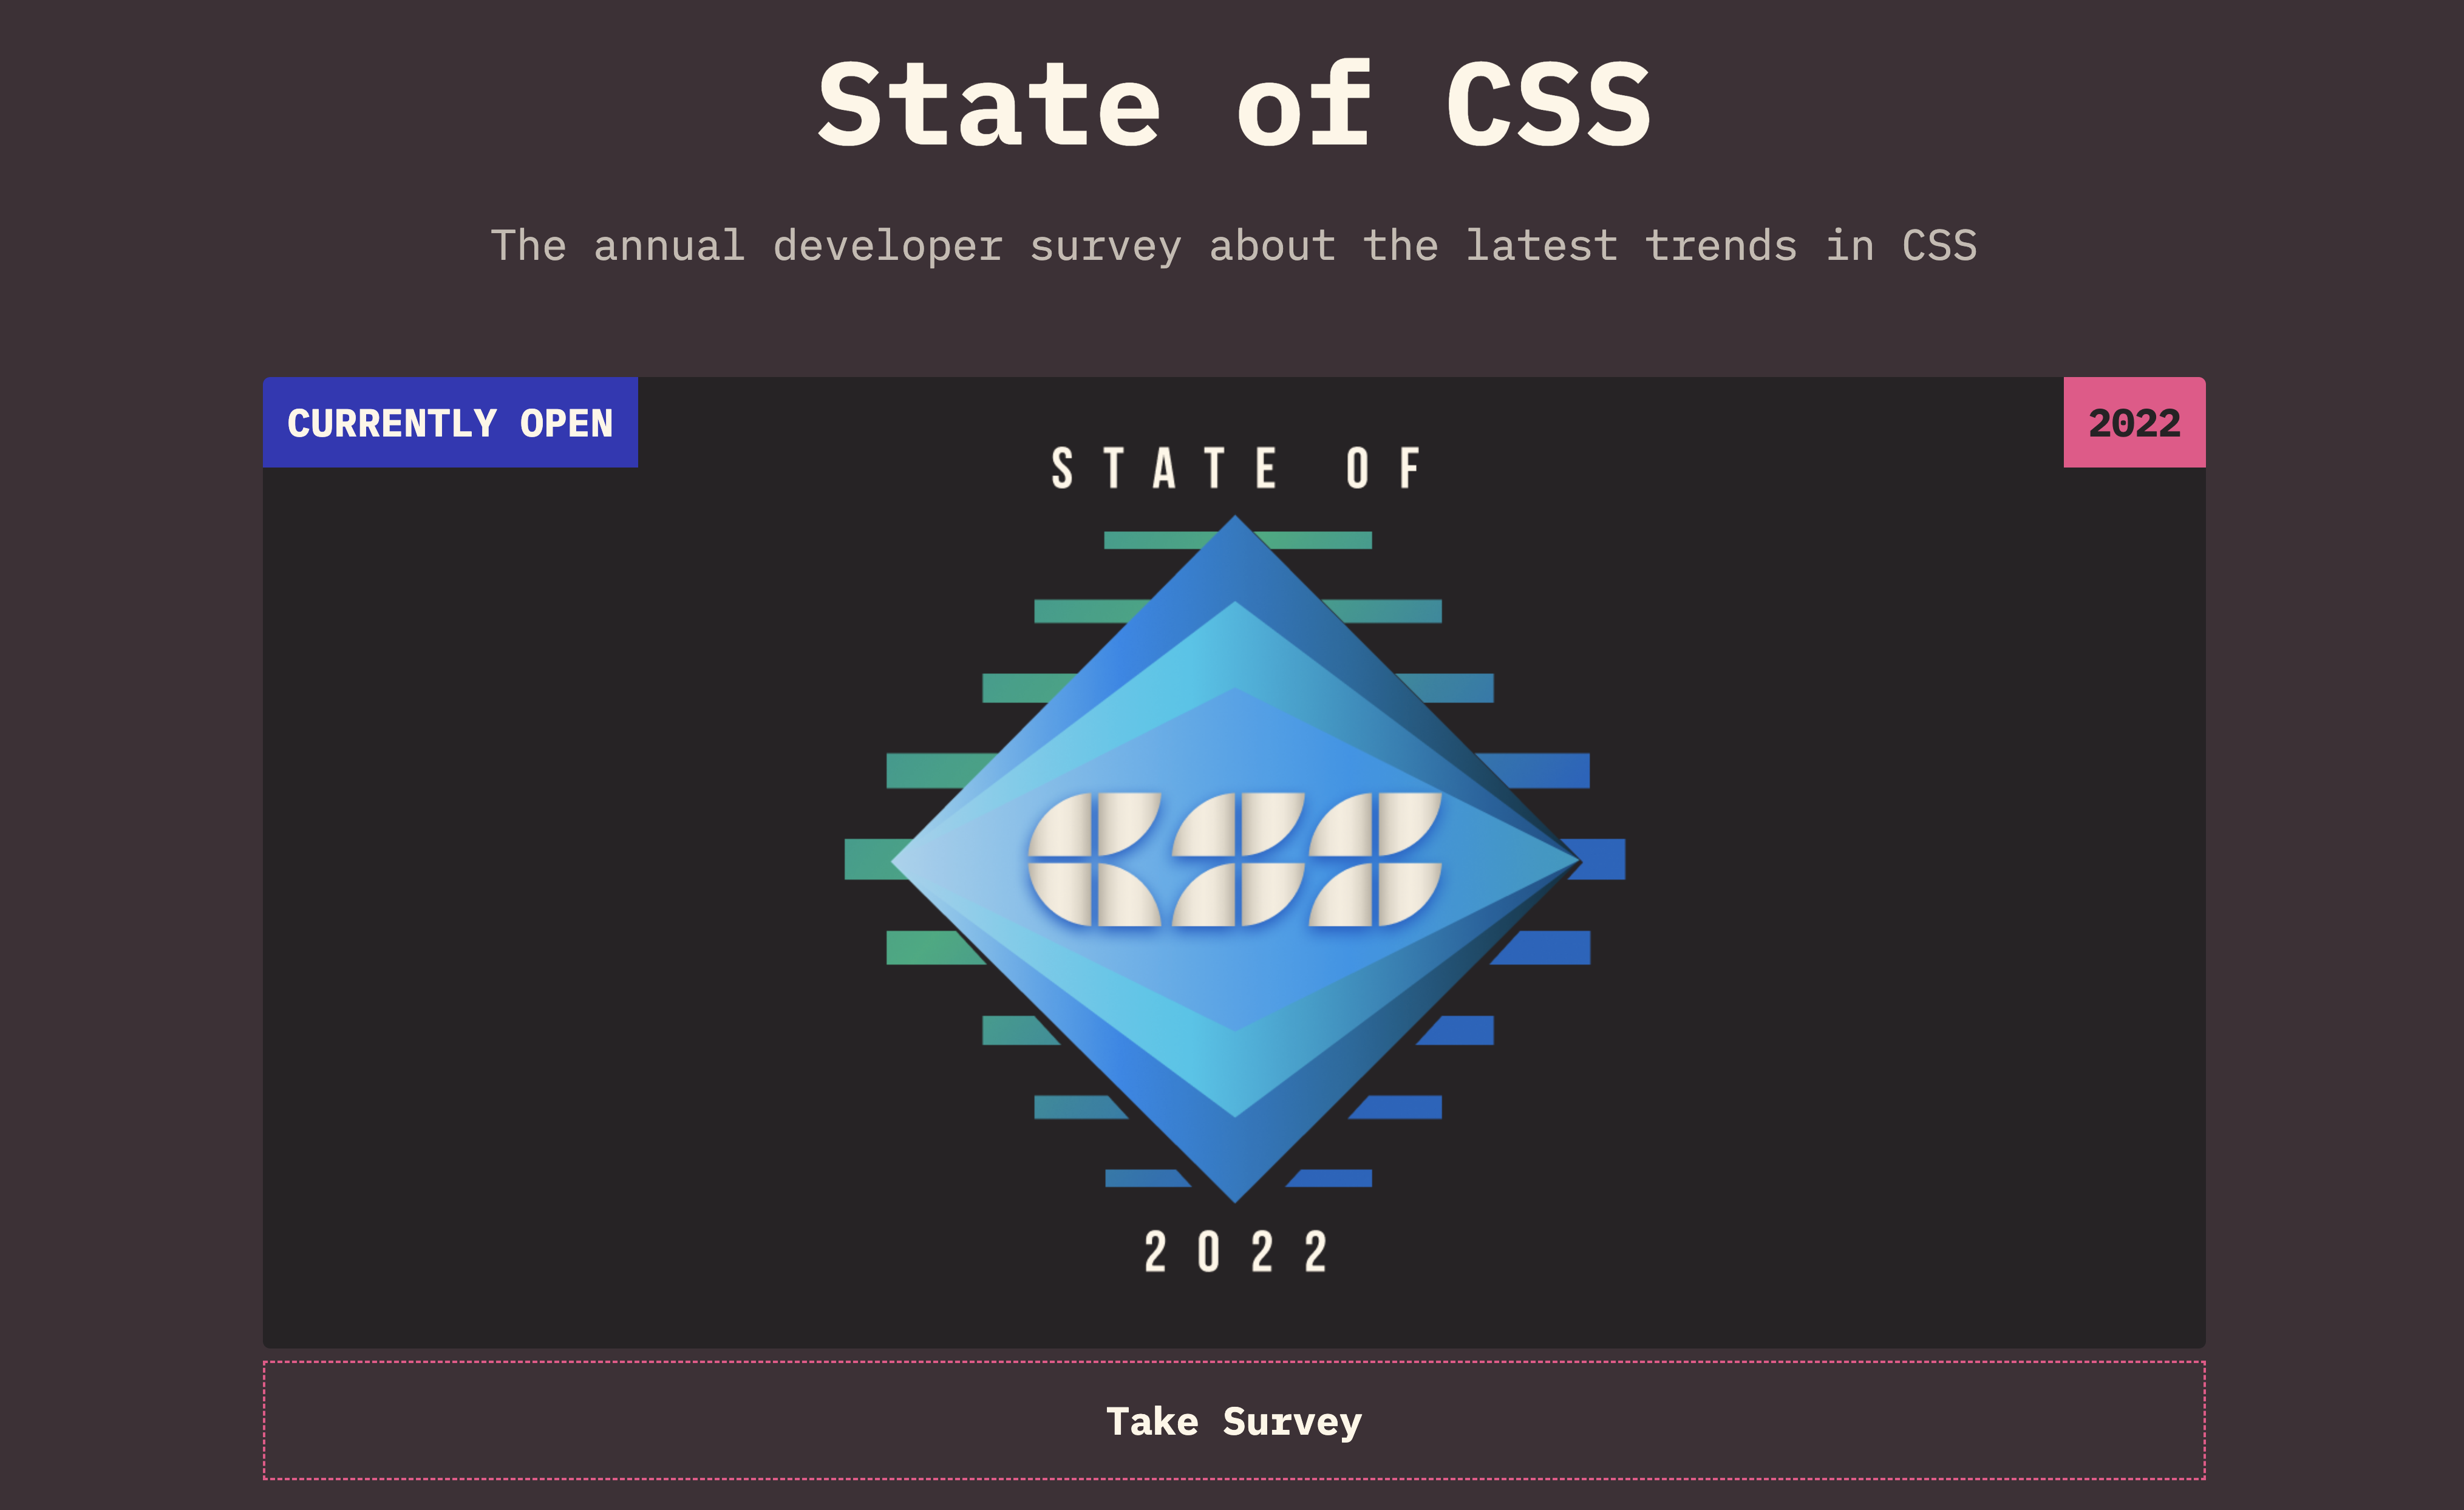 State of CSS
The annual developer survey about the latest trends in CSS
CURRENTLY OPEN
2022
STATE OF
CSS
2022
Take Survey